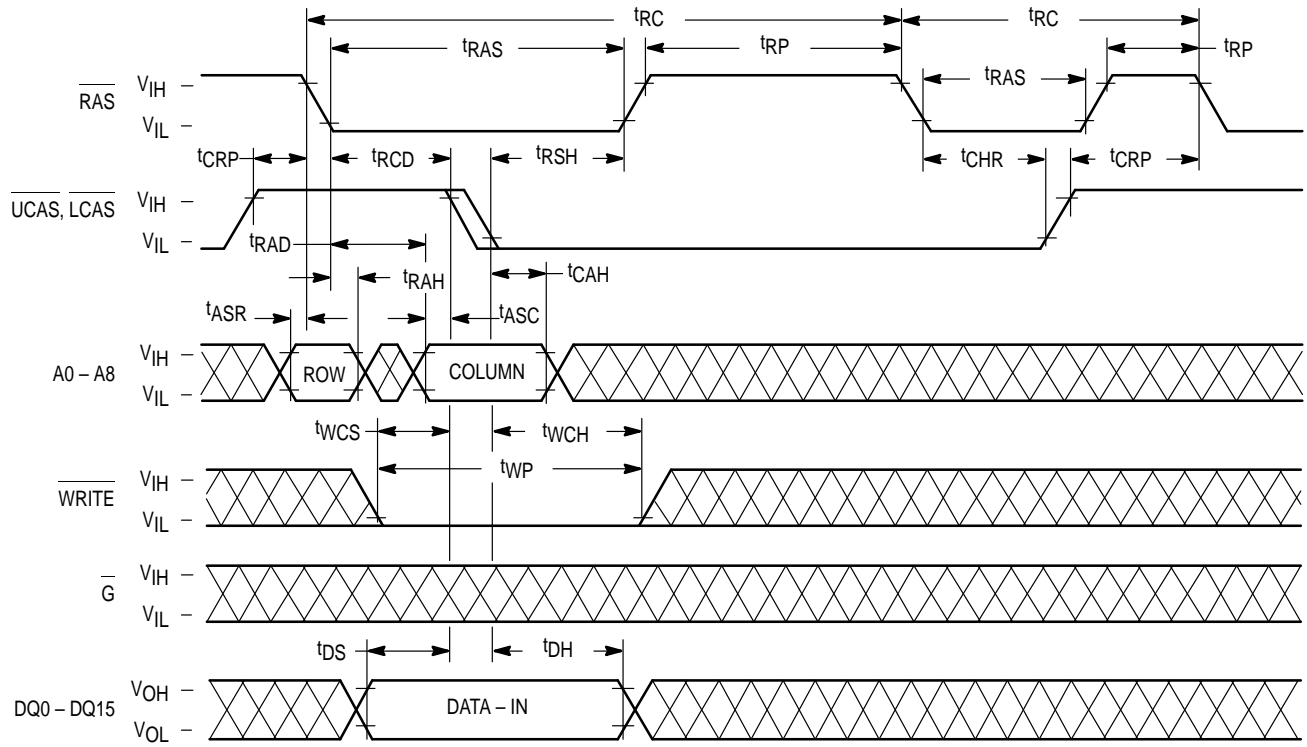 tRC tRC
tRAS tRP tRAS tRP
RAS VIH
VIL
tCRP tRCD tRSH tCHR tCRP
UCAS, LCAS VIH
VIL
tRAD
tRAH tCAH
tASR tASC
A0 – A8 VIH
VIL
ROW COLUMN
tWCS tWCH
tWP
WRITE VIH
VIL
G VIH
VIL
tDS tDH
DQ0 – DQ15 VOH
VOL
DATA – IN